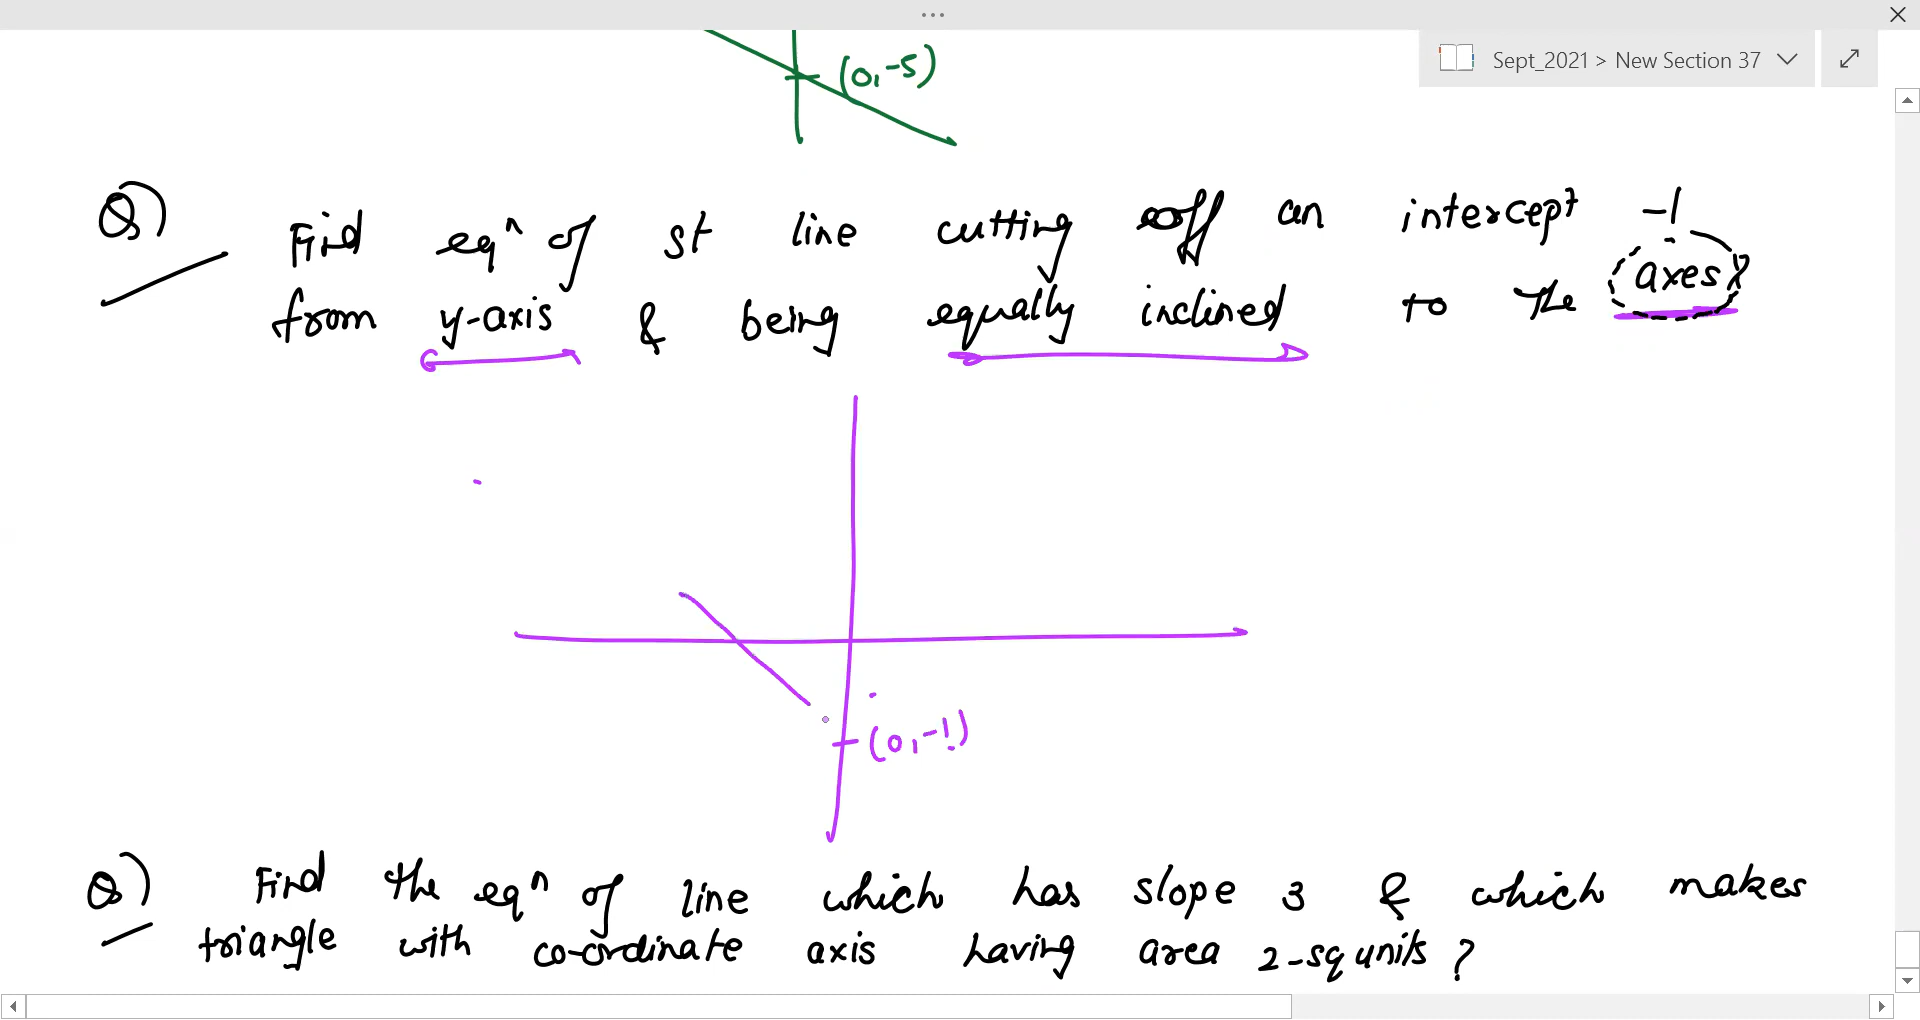 ...
(0,-5)
Sept_2021 > New Section 37
Q) Find eqⁿ of st line cutting off an intercept -1
from y-axis & being equally inclined to the axes?
(0,-1)
Q) Find the eqⁿ of line which has slope 3 & which makes
triangle with co-ordinate axis having area 2-sq units ?